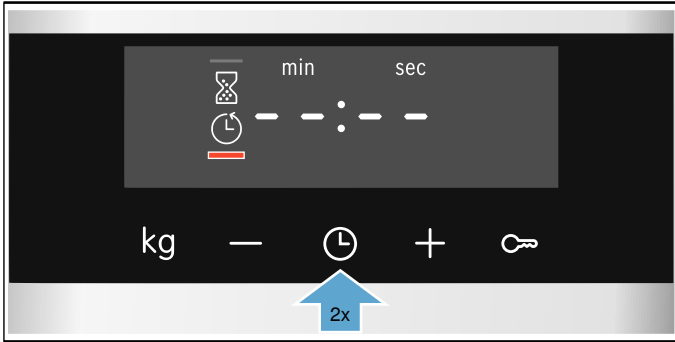 min sec
-- -- : -- --
kg — +
2x